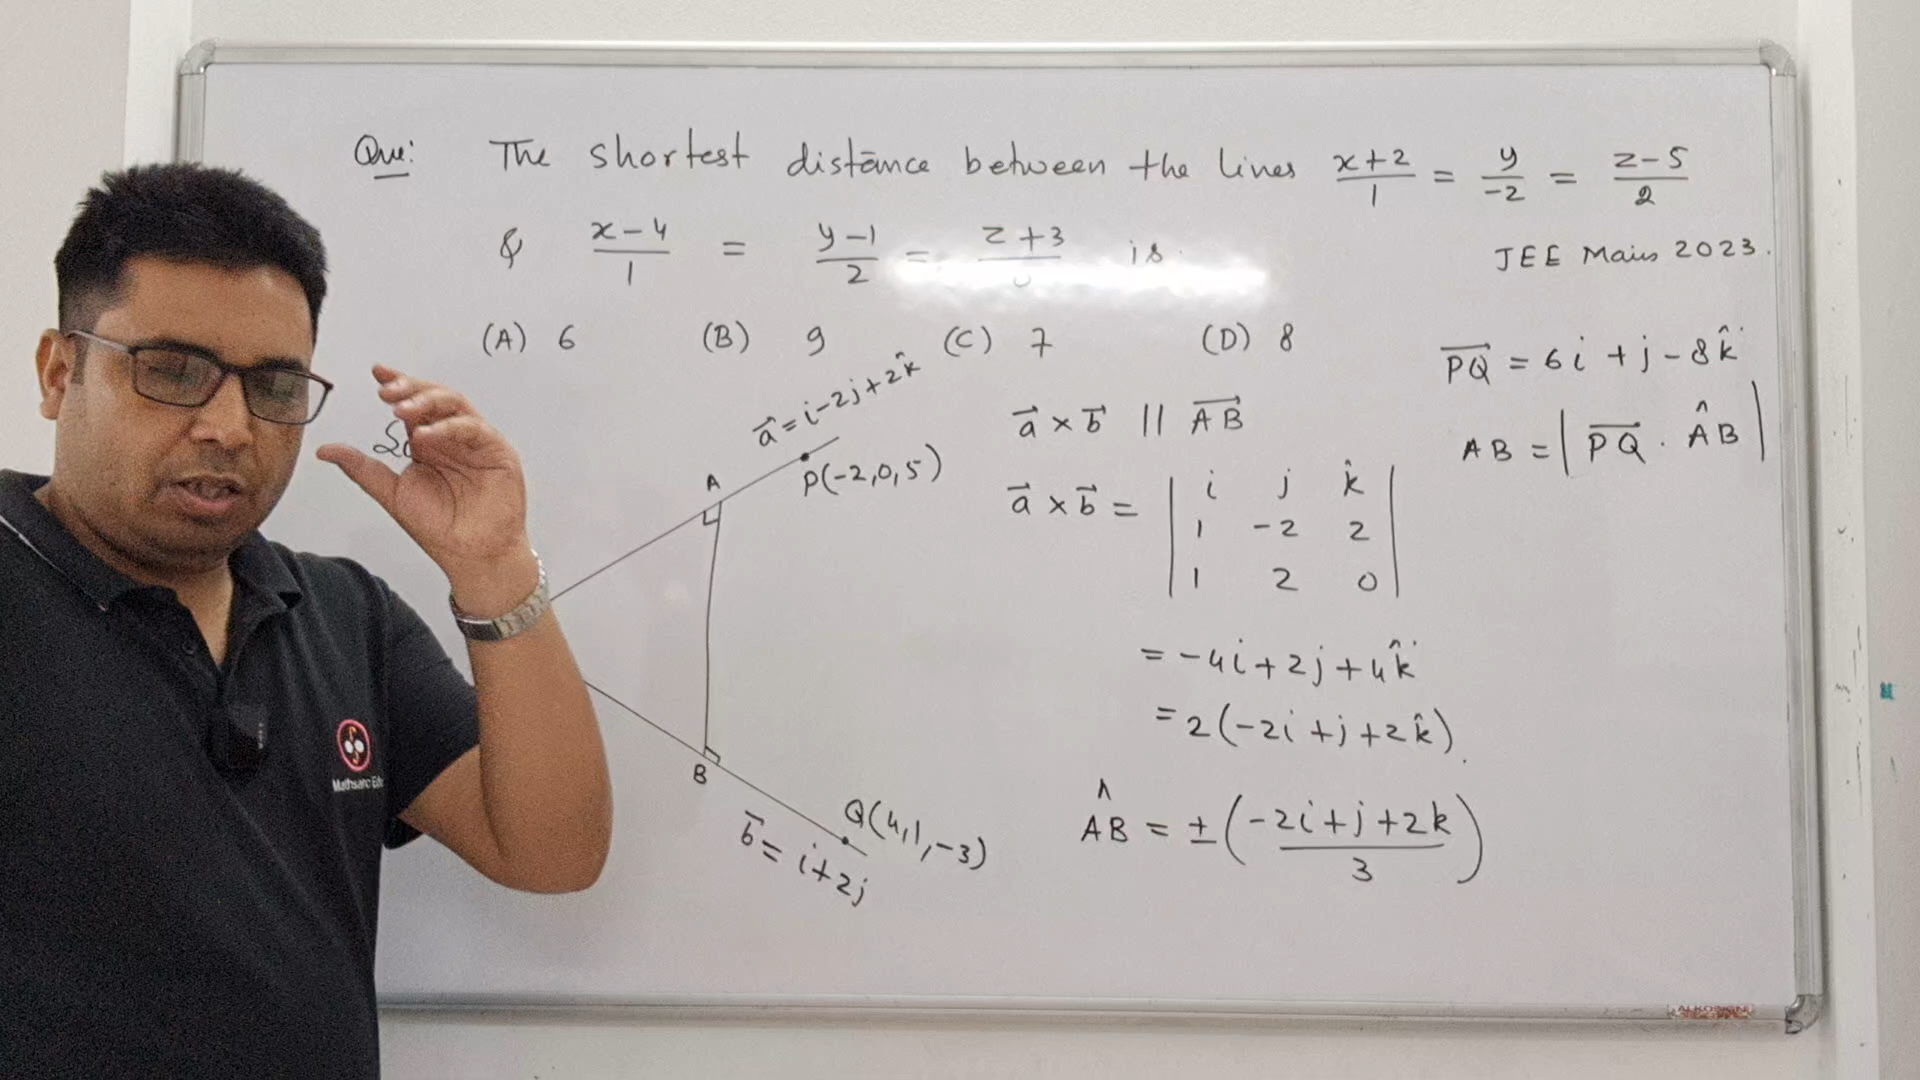 Que: The shortest distance between the lines x+2/1 = y/-2 = z-5/2
& x-4/1 = y-1/2 = z+3/0 is.
JEE Mains 2023.
(A) 6 (B) 9 (C) 7 (D) 8
a⃗ = i-2j+2k̂
A
P(-2,0,5)
B
Q(4,1,-3)
b⃗ = i+2j
a⃗ × b⃗ || AB⃗
a⃗ × b⃗ = | i j k̂
1 -2 2
1 2 0 |
= -4i+2j+4k̂
= 2(-2i+j+2k̂).
ÂB = ±(-2i+j+2k/3)
PQ⃗ = 6i+j-8k̂
AB = |PQ⃗ . ÂB|
Mathsarc
ALKOSIGN